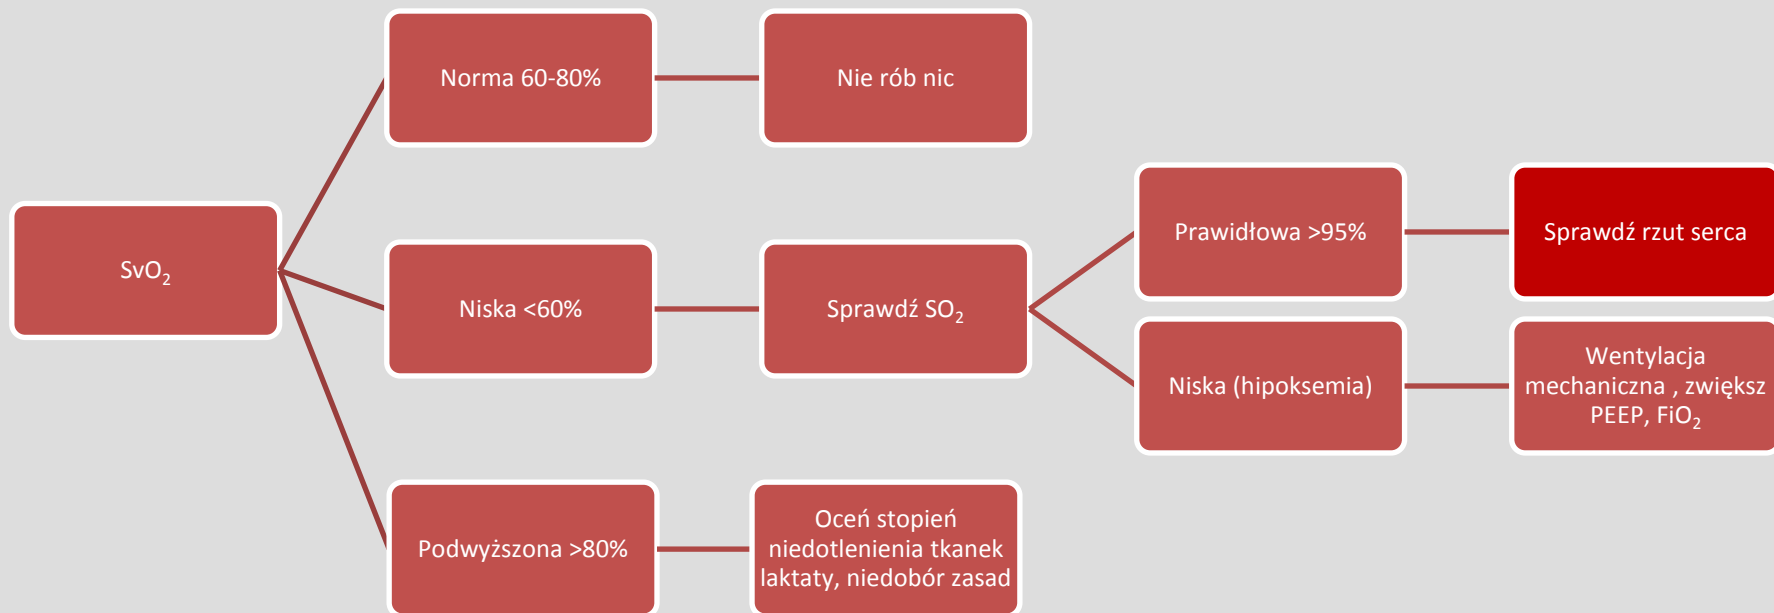 SvO₂
Norma 60-80%
Nie rób nic
Niska <60%
Sprawdź SO₂
Prawidłowa >95%
Sprawdź rzut serca
Niska (hipoksemia)
Wentylacja
mechaniczna , zwiększ
PEEP, FiO₂
Podwyższona >80%
Oceń stopień
niedotlenienia tkanek
laktaty, niedobór zasad